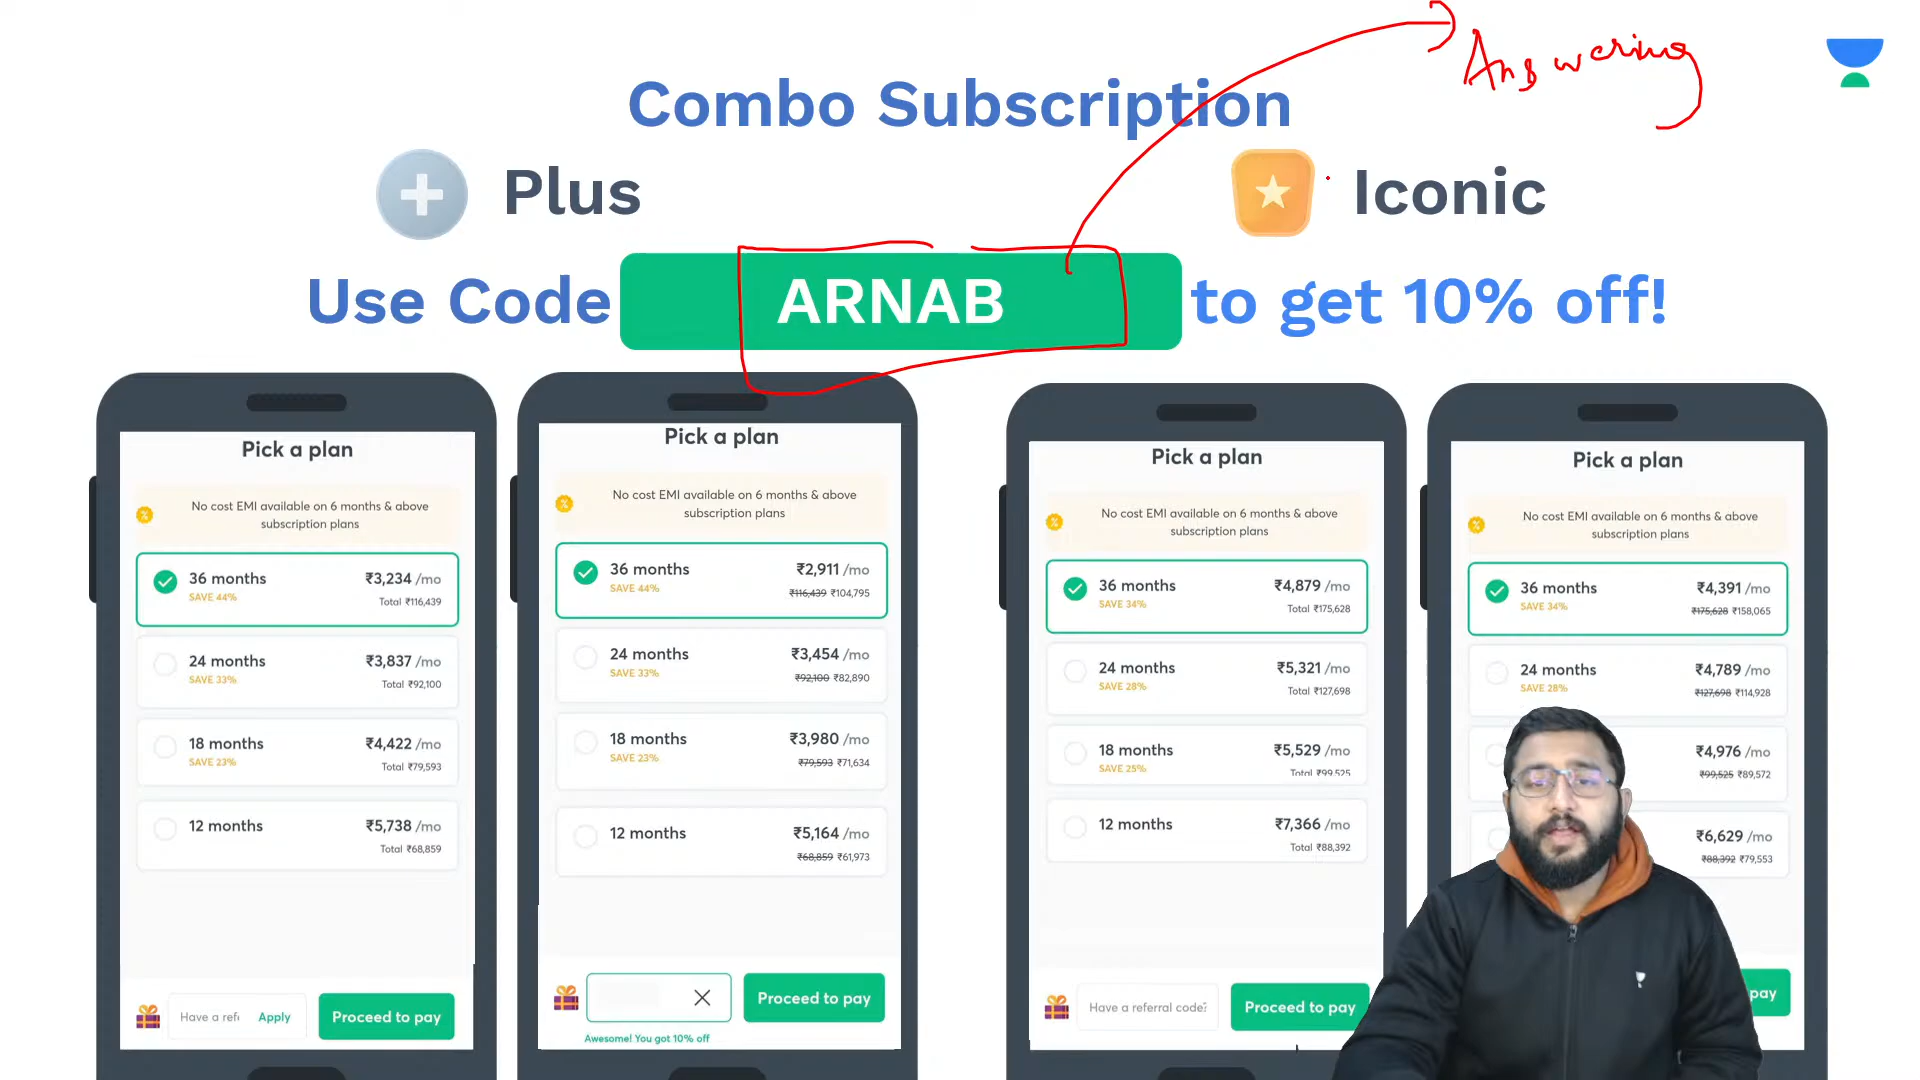 Answering
Combo Subscription
Plus
Iconic
Use Code ARNAB to get 10% off!
Pick a plan
No cost EMI available on 6 months & above
subscription plans
36 months ₹3,234 /mo
SAVE 44% Total ₹116,439
24 months ₹3,837 /mo
SAVE 33% Total ₹92,100
18 months ₹4,422 /mo
SAVE 23% Total ₹79,593
12 months ₹5,738 /mo
Total ₹68,859
Have a refe Apply Proceed to pay
Pick a plan
No cost EMI available on 6 months & above
subscription plans
36 months ₹2,911 /mo
SAVE 44% ₹116,439 ₹104,795
24 months ₹3,454 /mo
SAVE 33% ₹92,100 ₹82,890
18 months ₹3,980 /mo
SAVE 23% ₹79,593 ₹71,634
12 months ₹5,164 /mo
₹68,859 ₹61,973
Proceed to pay
Awesome! You got 10% off
Pick a plan
No cost EMI available on 6 months & above
subscription plans
36 months ₹4,879 /mo
SAVE 34% Total ₹175,628
24 months ₹5,321 /mo
SAVE 28% Total ₹127,698
18 months ₹5,529 /mo
SAVE 25% Total ₹99,525
12 months ₹7,366 /mo
Total ₹88,392
Have a referral code? Proceed to pay
Pick a plan
No cost EMI available on 6 months & above
subscription plans
36 months ₹4,391 /mo
SAVE 34% ₹175,628 ₹158,065
24 months ₹4,789 /mo
SAVE 28% ₹127,698 ₹114,928
₹4,976 /mo
₹99,525 ₹89,572
₹6,629 /mo
₹88,392 ₹79,553
pay